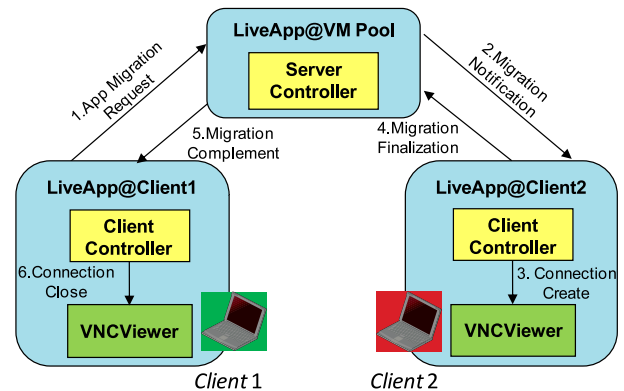 LiveApp@VM Pool
Server
Controller
1.App Migration
Request
2.Migration
Notification
5.Migration
Complement
4.Migration
Finalization
LiveApp@Client1
Client
Controller
6.Connection
Close
VNCViewer
Client 1
LiveApp@Client2
Client
Controller
3. Connection
Create
VNCViewer
Client 2